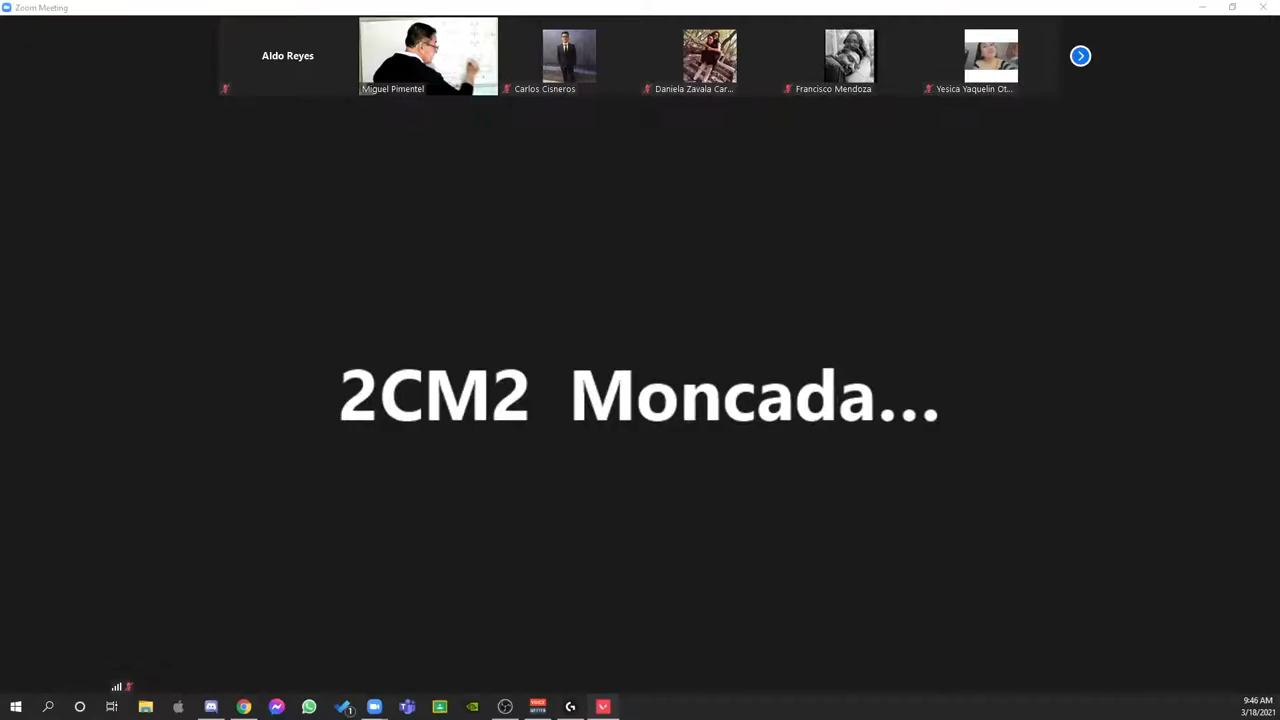 Zoom Meeting
Aldo Reyes
Miguel Pimentel
Carlos Cisneros
Daniela Zavala Car...
Francisco Mendoza
Yesica Yaquelin Ot...
2CM2 Moncada...
1
9:46 AM
3/18/2021